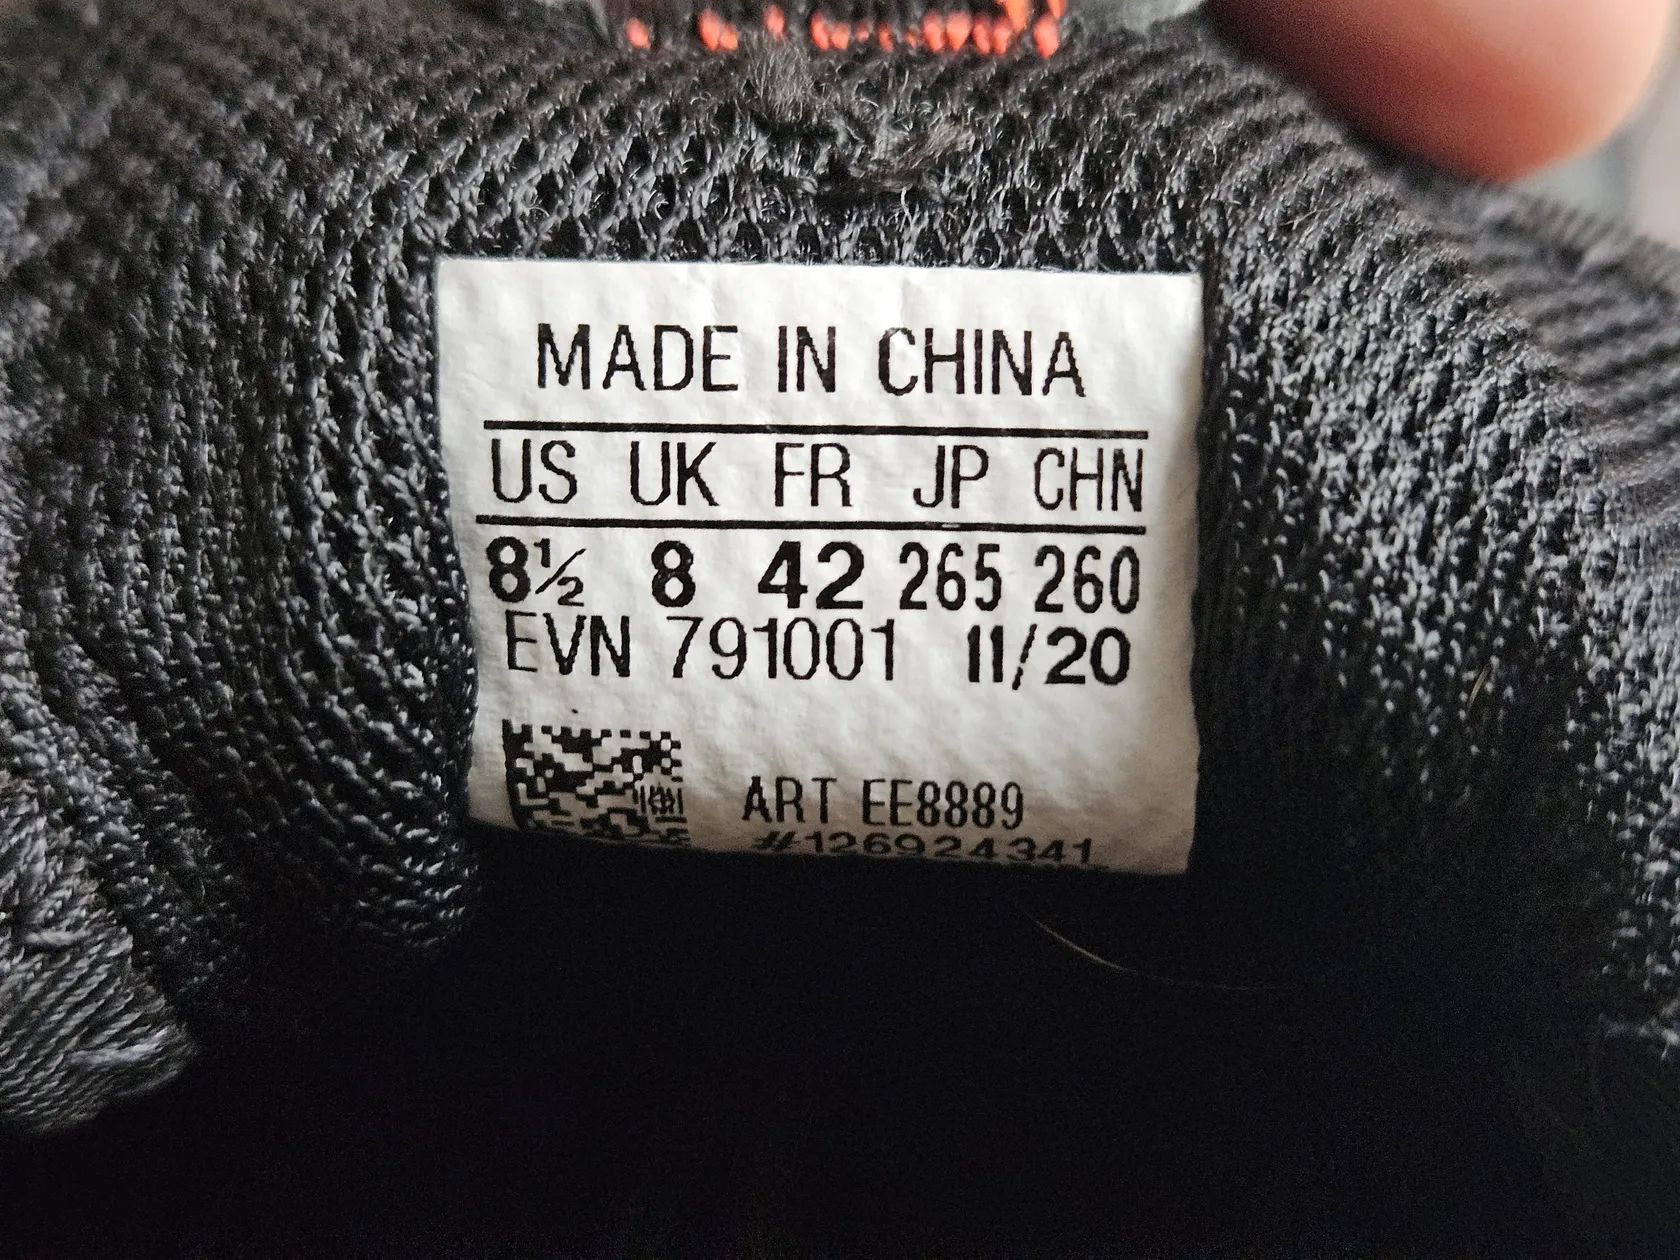 MADE IN CHINA
US UK FR JP CHN
8½ 8 42 265 260
EVN 791001 11/20
ART EE8889
#126924341